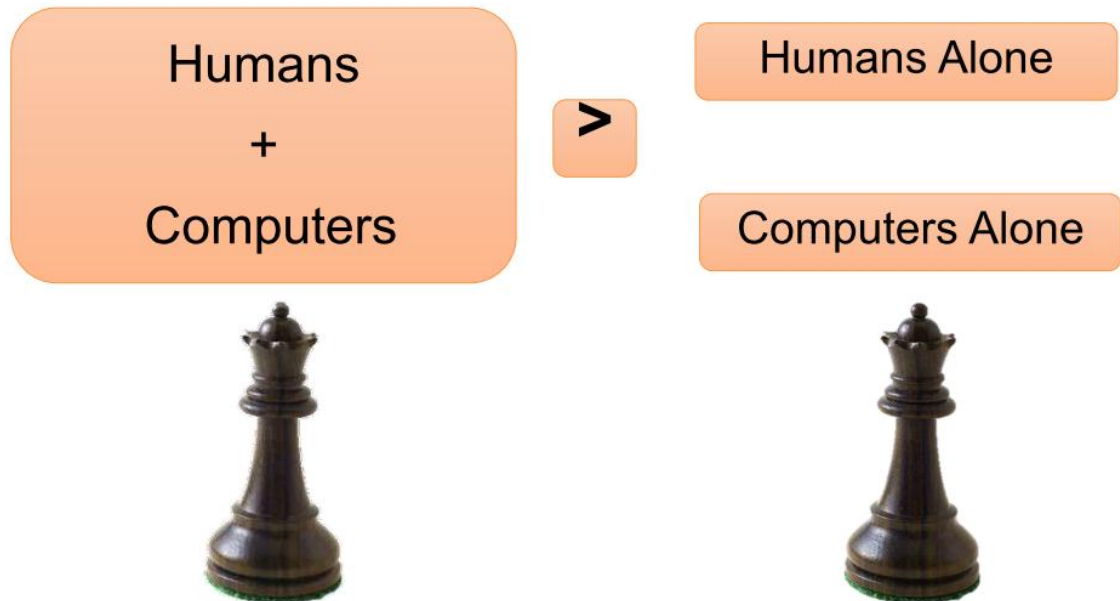 Humans
+
Computers
>
Humans Alone
Computers Alone